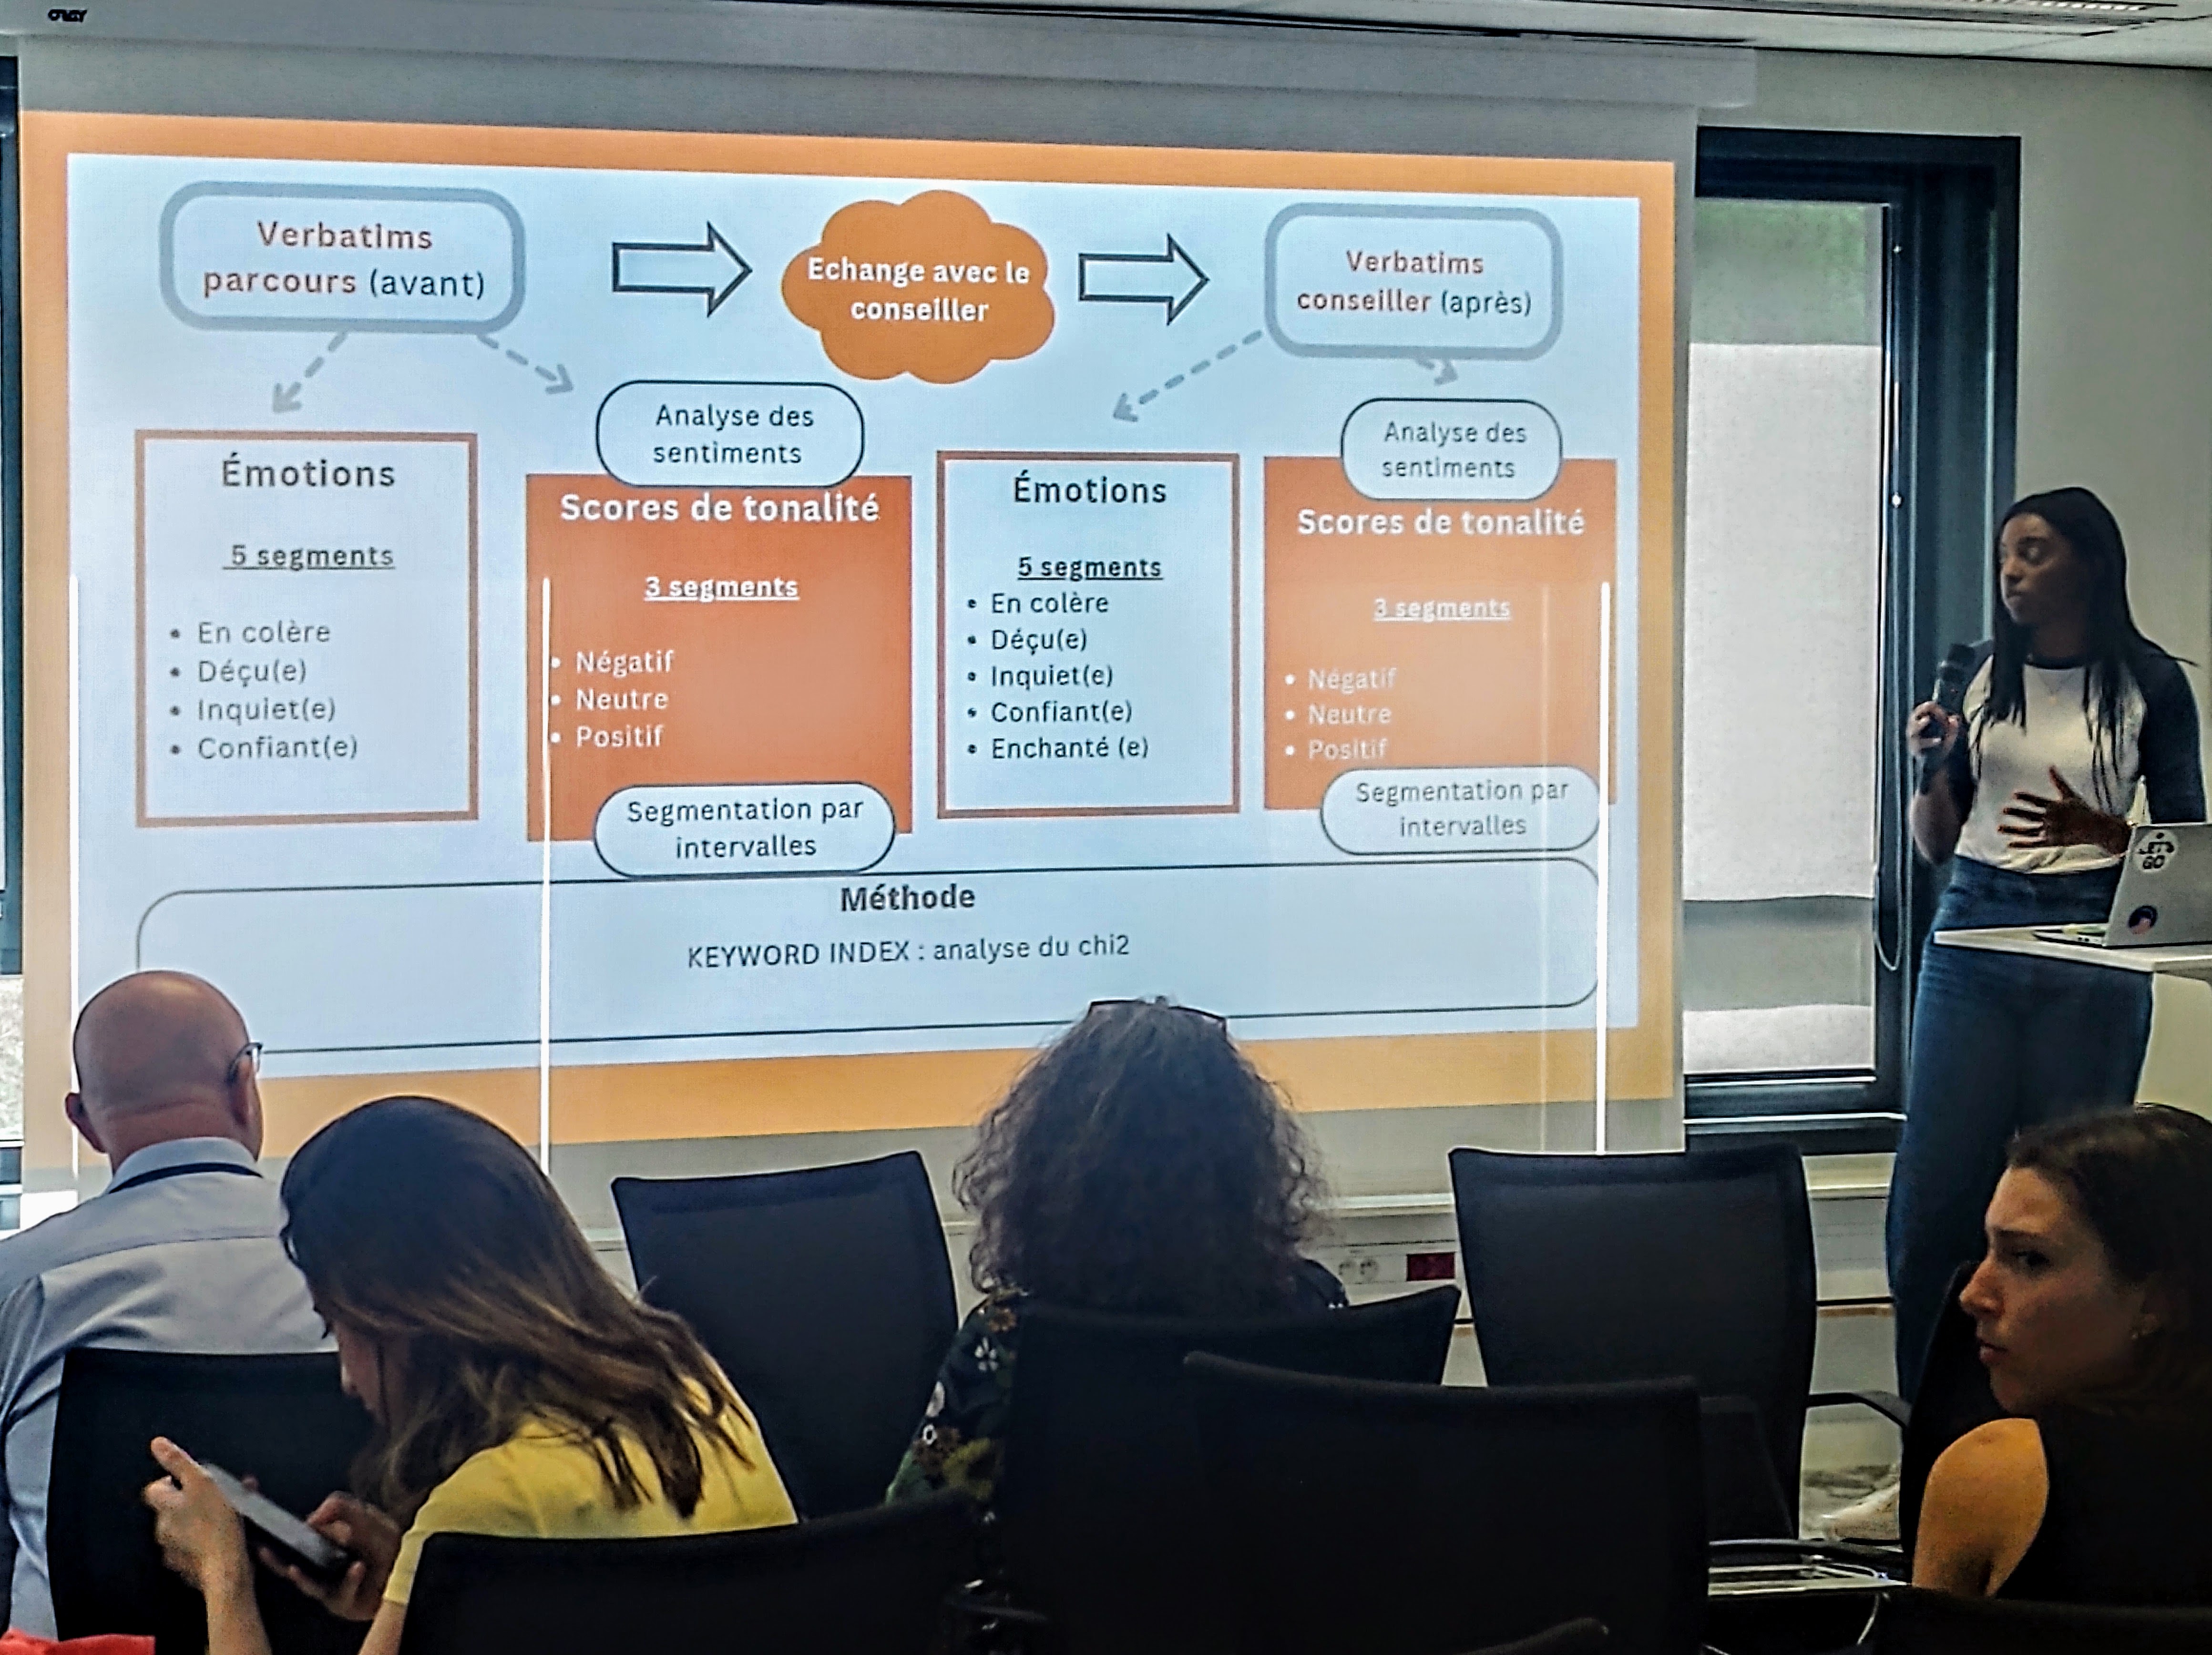 Verbatims
parcours (avant)
Echange avec le
conseiller
Verbatims
conseiller (après)
Émotions
5 segments
• En colère
• Déçu(e)
• Inquiet(e)
• Confiant(e)
Analyse des
sentiments
Scores de tonalité
3 segments
• Négatif
• Neutre
• Positif
Segmentation par
intervalles
Émotions
5 segments
• En colère
• Déçu(e)
• Inquiet(e)
• Confiant(e)
• Enchanté (e)
Analyse des
sentiments
Scores de tonalité
3 segments
• Négatif
• Neutre
• Positif
Segmentation par
intervalles
Méthode
KEYWORD INDEX : analyse du chi2
LET'S
GO